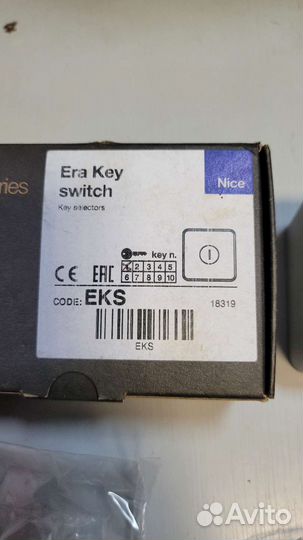 ries
Era Key
switch
Key selectors
Nice
key n.
1 2 3 4 5
6 7 8 9 10
CE EAC
CODE: EKS
18319
EKS
Avito